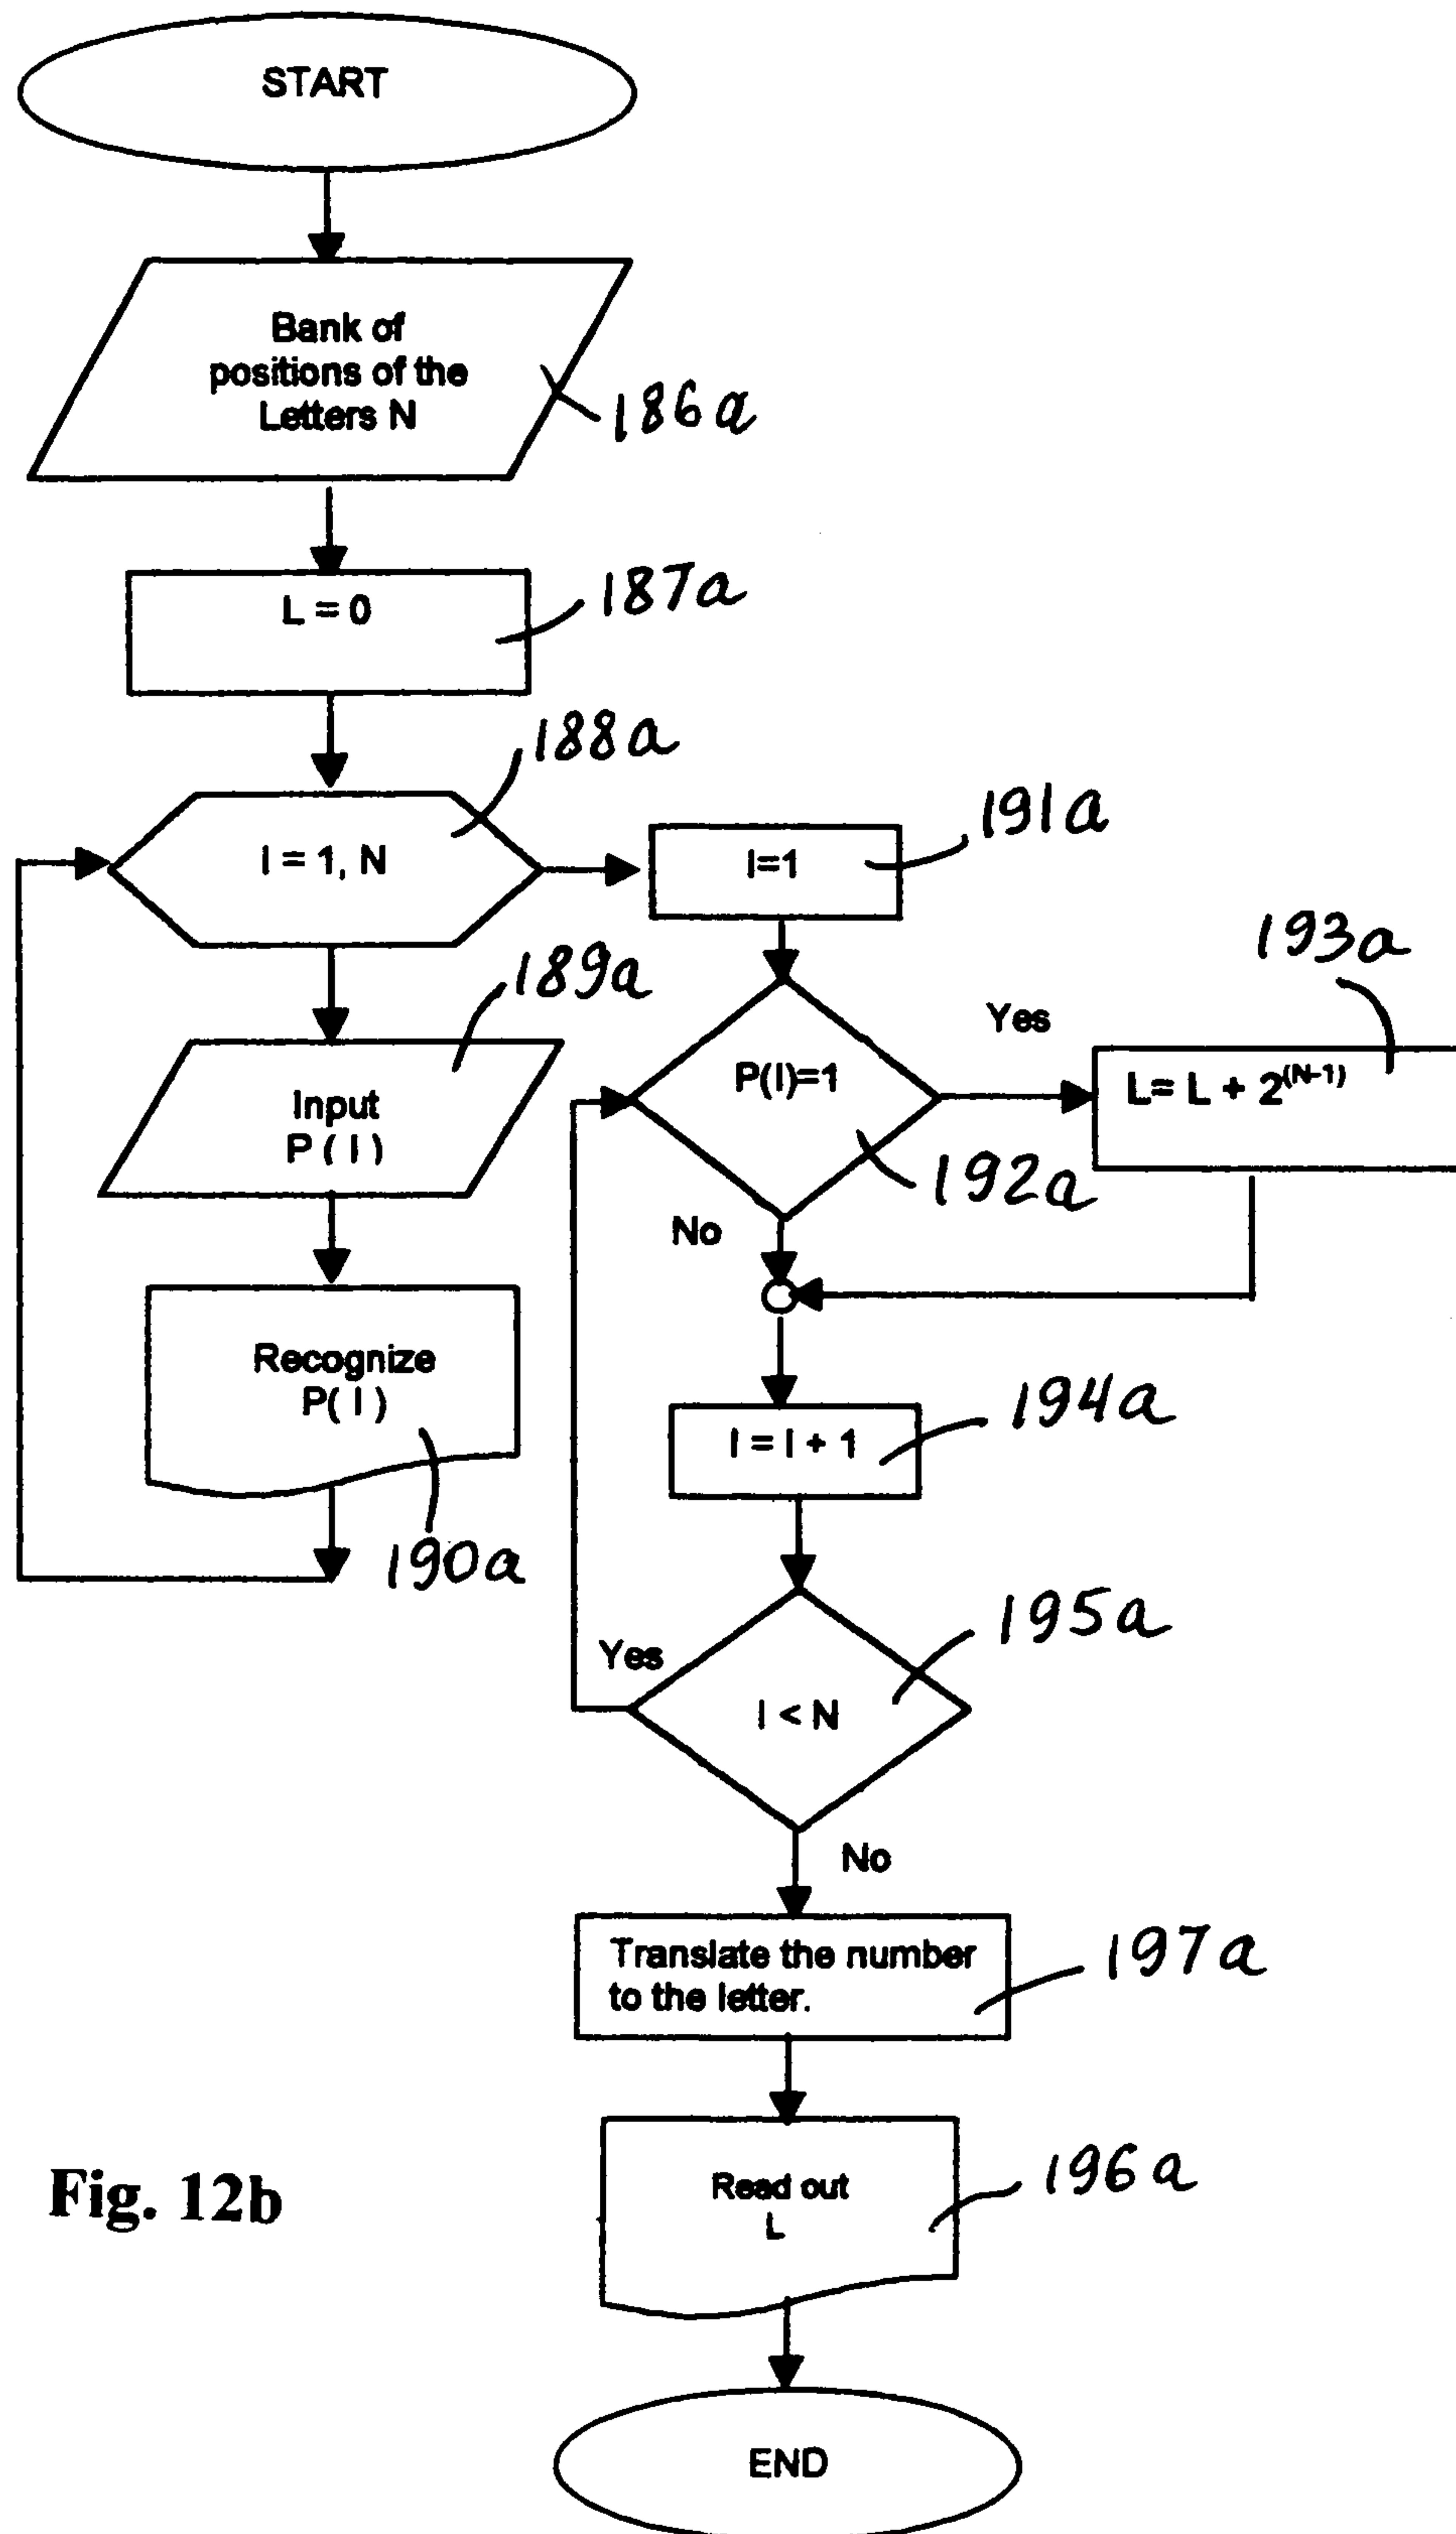 START
Bank of
positions of the
Letters N
186a
L = 0
187a
188a
I = 1, N
191a
I=1
189a
Input
P ( I )
193a
Yes
P(I)=1
L= L + 2^(N-1)
192a
No
Recognize
P( I )
190a
194a
I = I + 1
195a
Yes
I < N
No
Translate the number
to the letter.
197a
Read out
L
196a
Fig. 12b
END